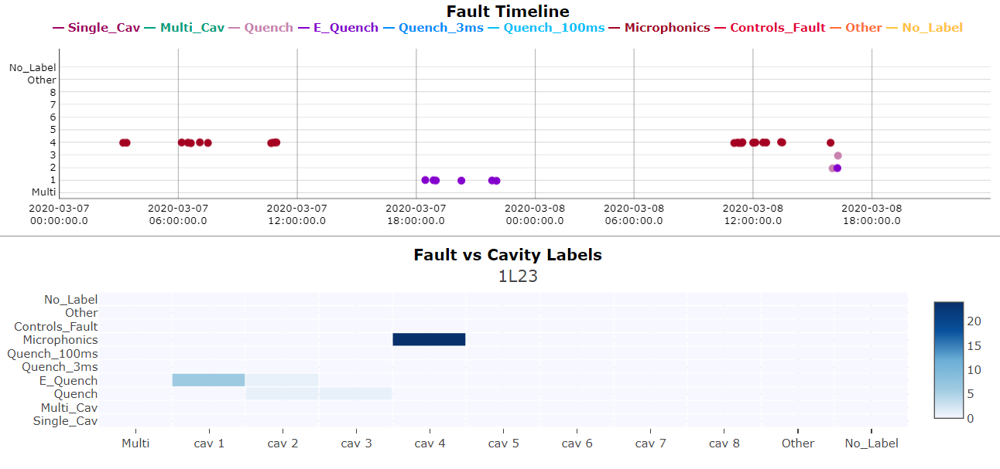 Fault Timeline
Single_Cav Multi_Cav Quench E_Quench Quench_3ms Quench_100ms Microphonics Controls_Fault Other No_Label
No_Label
Other
8
7
6
5
4
3
2
1
Multi
2020-03-07 2020-03-07 2020-03-07 2020-03-07 2020-03-08 2020-03-08 2020-03-08 2020-03-08
00:00:00.0 06:00:00.0 12:00:00.0 18:00:00.0 00:00:00.0 06:00:00.0 12:00:00.0 18:00:00.0
Fault vs Cavity Labels
1L23
No_Label
Other
Controls_Fault
Microphonics
Quench_100ms
Quench_3ms
E_Quench
Quench
Multi_Cav
Single_Cav
Multi cav 1 cav 2 cav 3 cav 4 cav 5 cav 6 cav 7 cav 8 Other No_Label
20
15
10
5
0